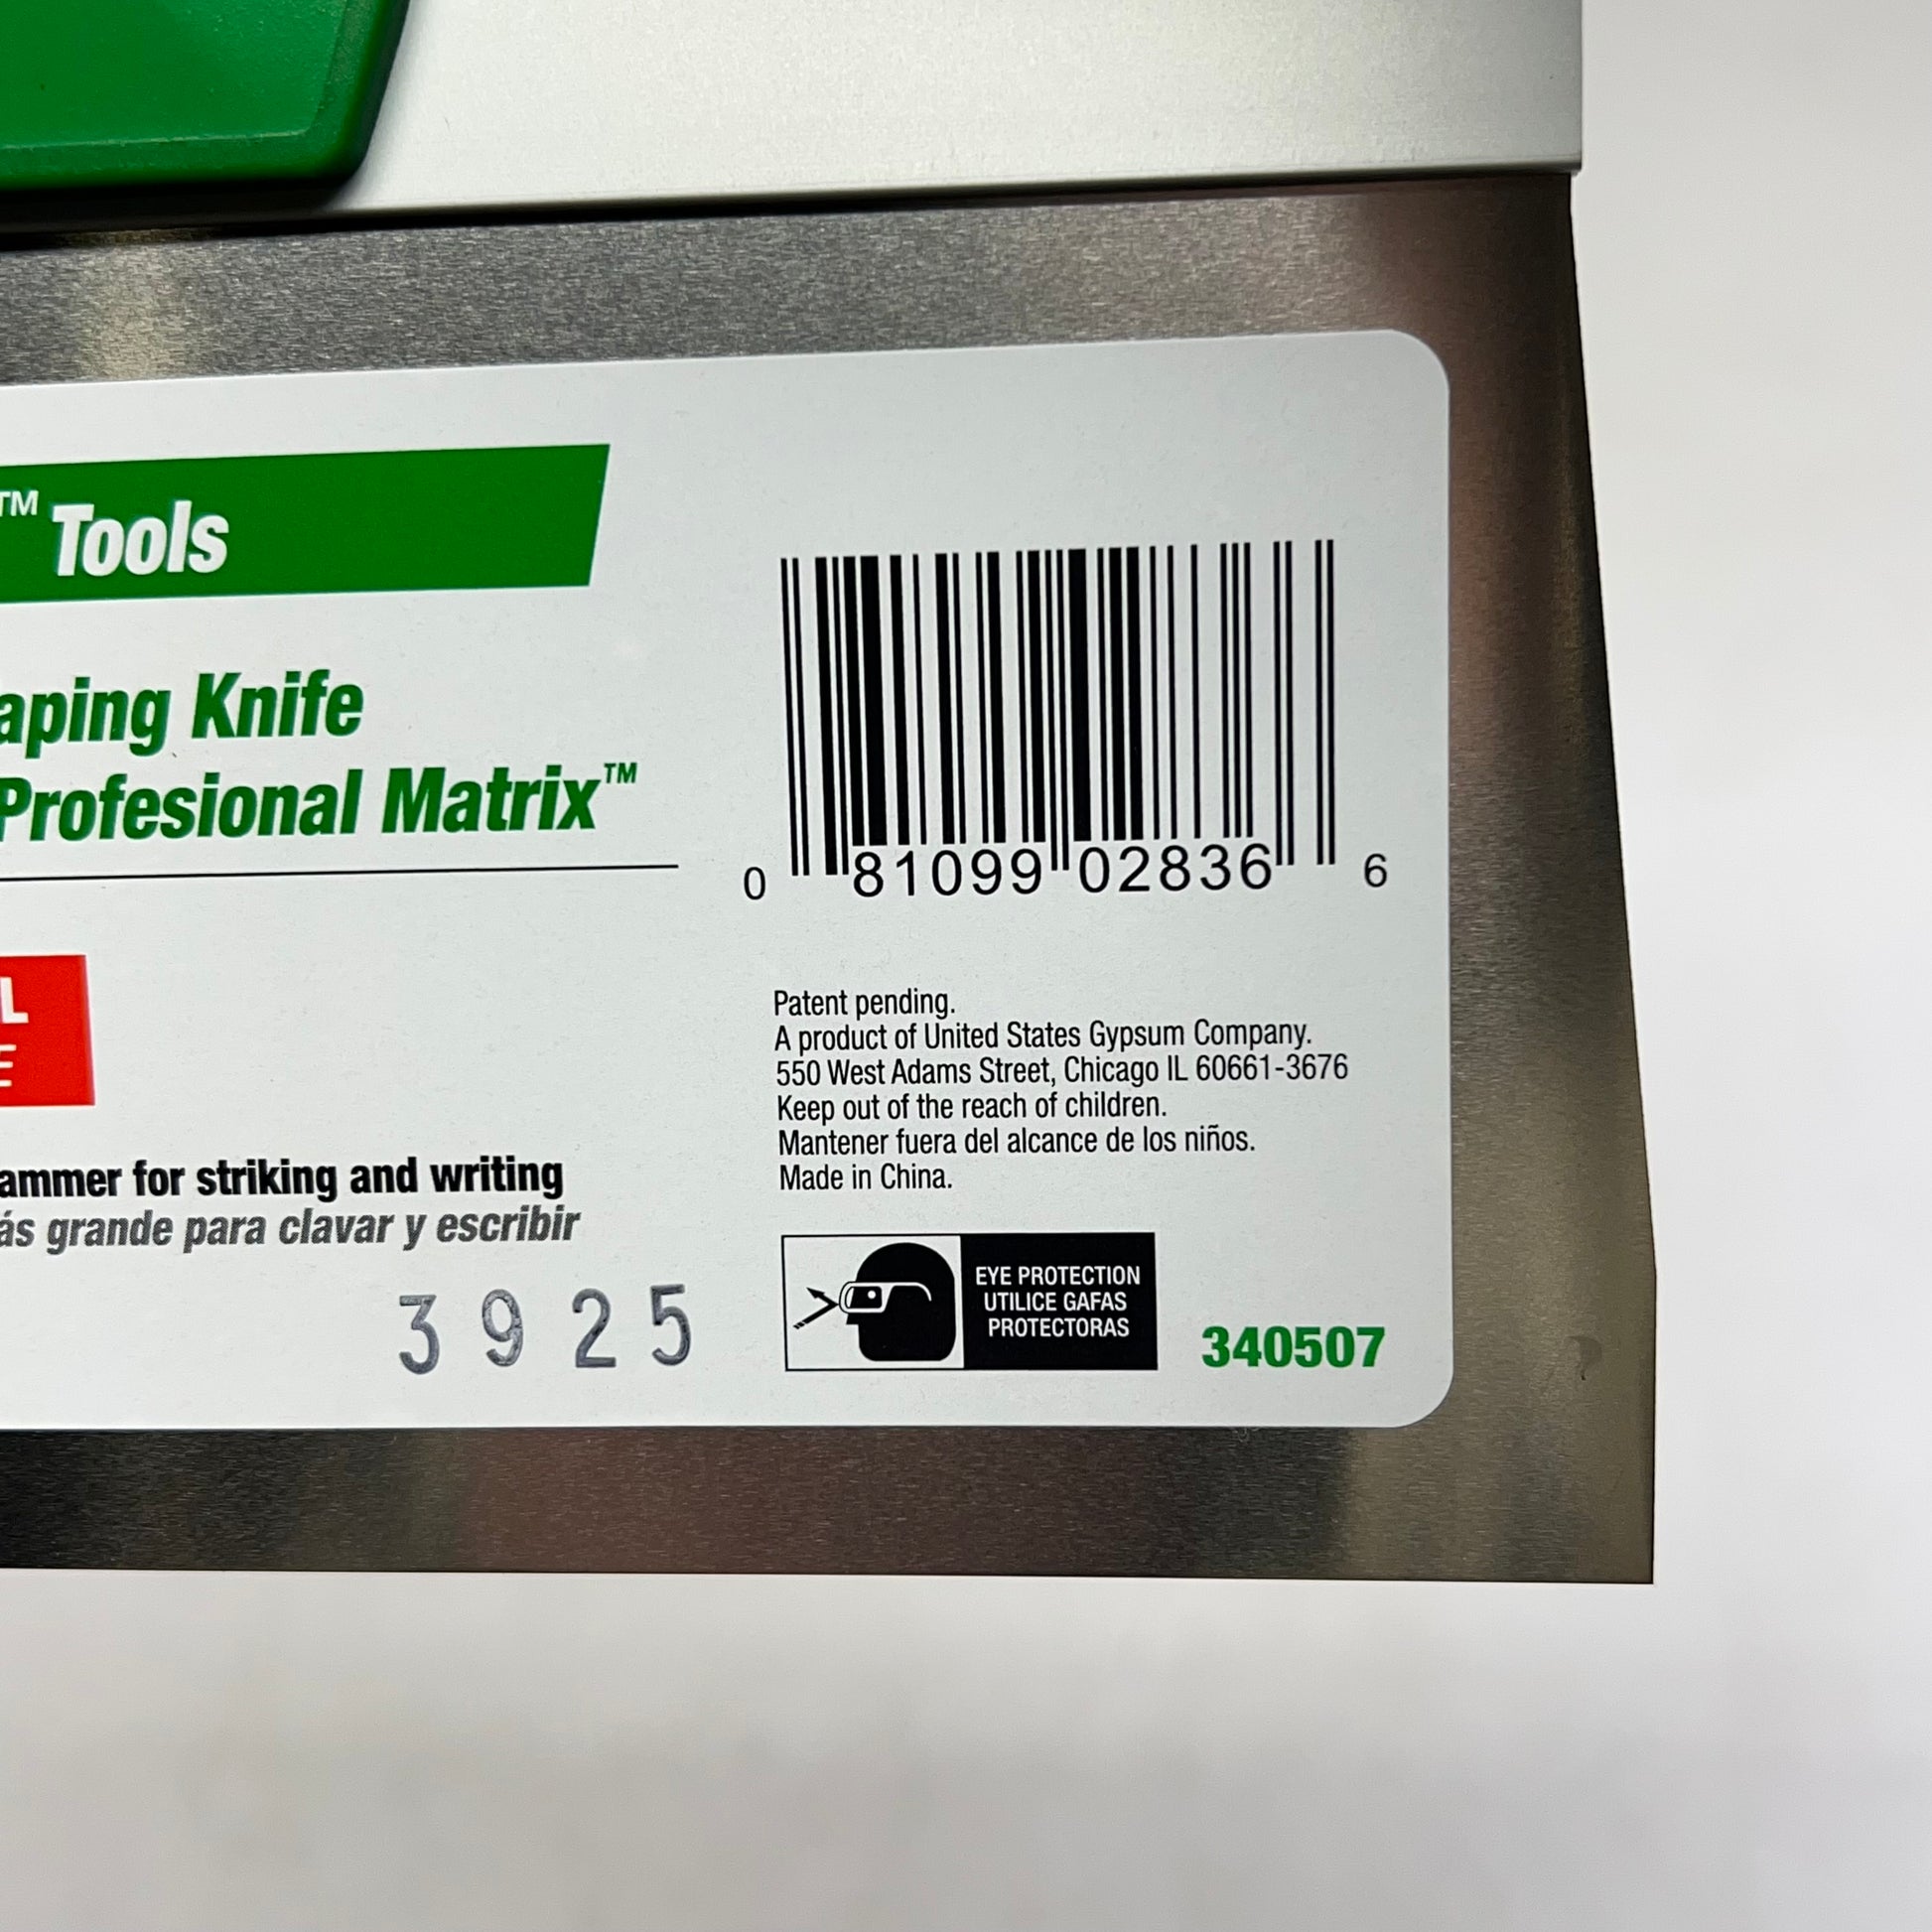 ™ Tools
aping Knife
Profesional Matrix™
0 81099 02836 6
L
E
Patent pending.
A product of United States Gypsum Company.
550 West Adams Street, Chicago IL 60661-3676
Keep out of the reach of children.
Mantener fuera del alcance de los niños.
Made in China.
ammer for striking and writing
ás grande para clavar y escribir
3925
EYE PROTECTION
UTILICE GAFAS
PROTECTORAS
340507